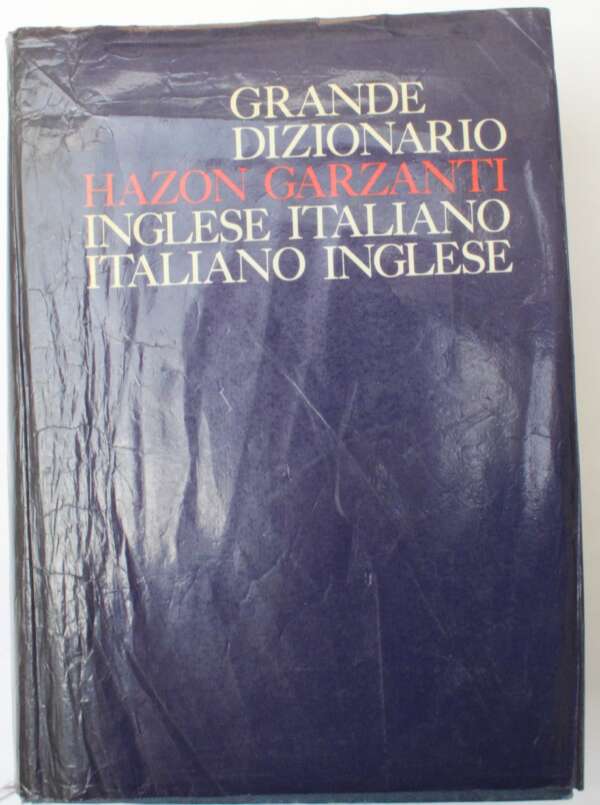 GRANDE
DIZIONARIO
HAZON GARZANTI
INGLESE ITALIANO
ITALIANO INGLESE